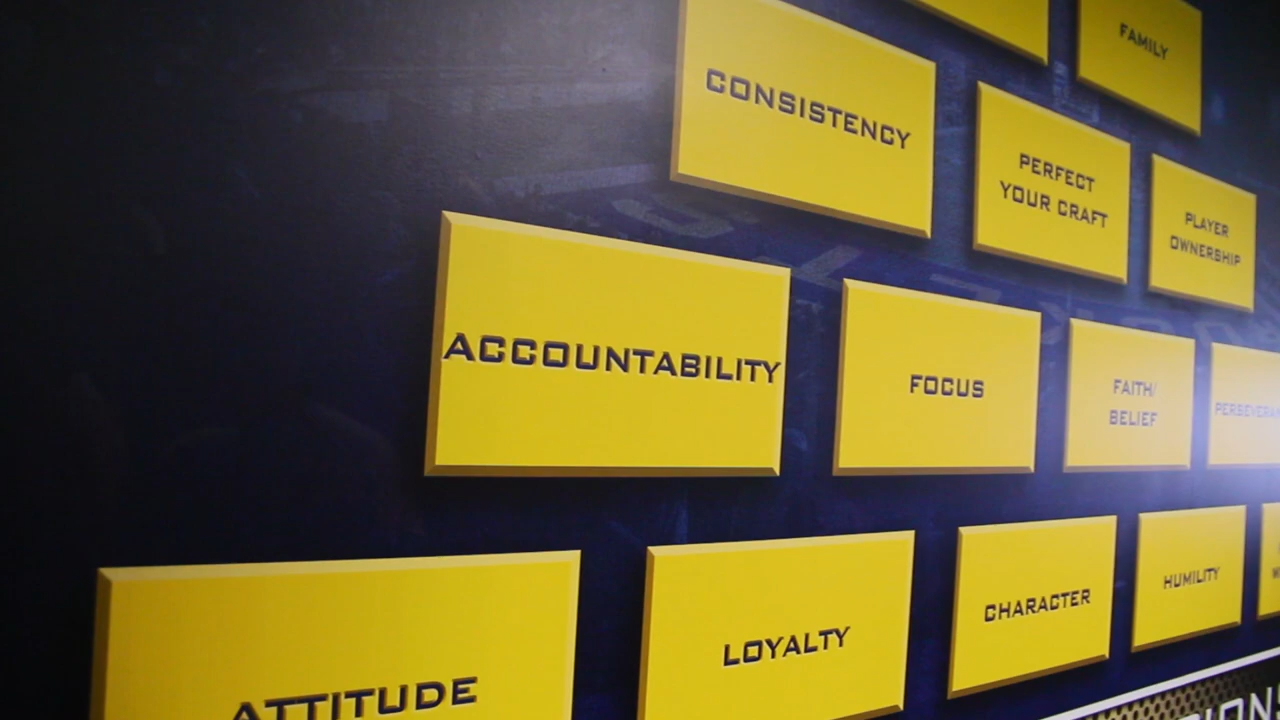 FAMILY
CONSISTENCY
PERFECT
YOUR CRAFT
PLAYER
OWNERSHIP
ACCOUNTABILITY
FOCUS
FAITH/
BELIEF
ATTITUDE
LOYALTY
CHARACTER
HUMILITY